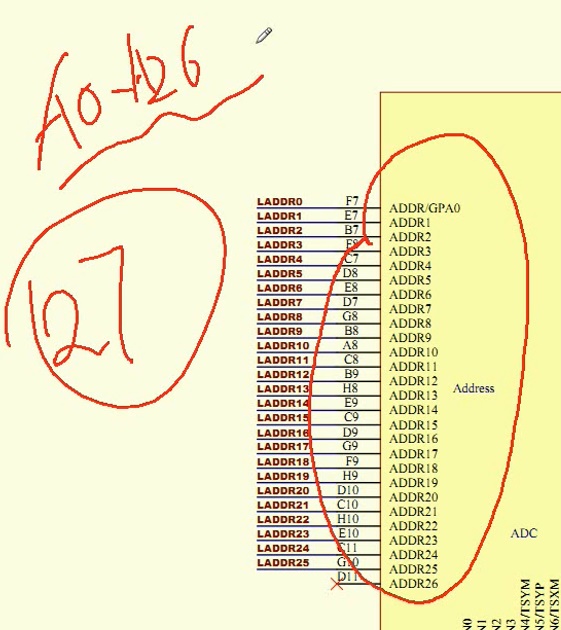 A0-A26
127
LADDR0 F7 ADDR/GPA0
LADDR1 E7 ADDR1
LADDR2 B7 ADDR2
LADDR3 F8 ADDR3
LADDR4 C7 ADDR4
LADDR5 D8 ADDR5
LADDR6 E8 ADDR6
LADDR7 D7 ADDR7
LADDR8 G8 ADDR8
LADDR9 B8 ADDR9
LADDR10 A8 ADDR10
LADDR11 C8 ADDR11
LADDR12 B9 ADDR12
LADDR13 H8 ADDR13 Address
LADDR14 E9 ADDR14
LADDR15 C9 ADDR15
LADDR16 D9 ADDR16
LADDR17 G9 ADDR17
LADDR18 F9 ADDR18
LADDR19 H9 ADDR19
LADDR20 D10 ADDR20
LADDR21 C10 ADDR21
LADDR22 H10 ADDR22
LADDR23 E10 ADDR23 ADC
LADDR24 C11 ADDR24
LADDR25 G10 ADDR25
D11 ADDR26
N0
N1
N2
N3
N4/TSYM
N5/TSYP
N6/TSXM